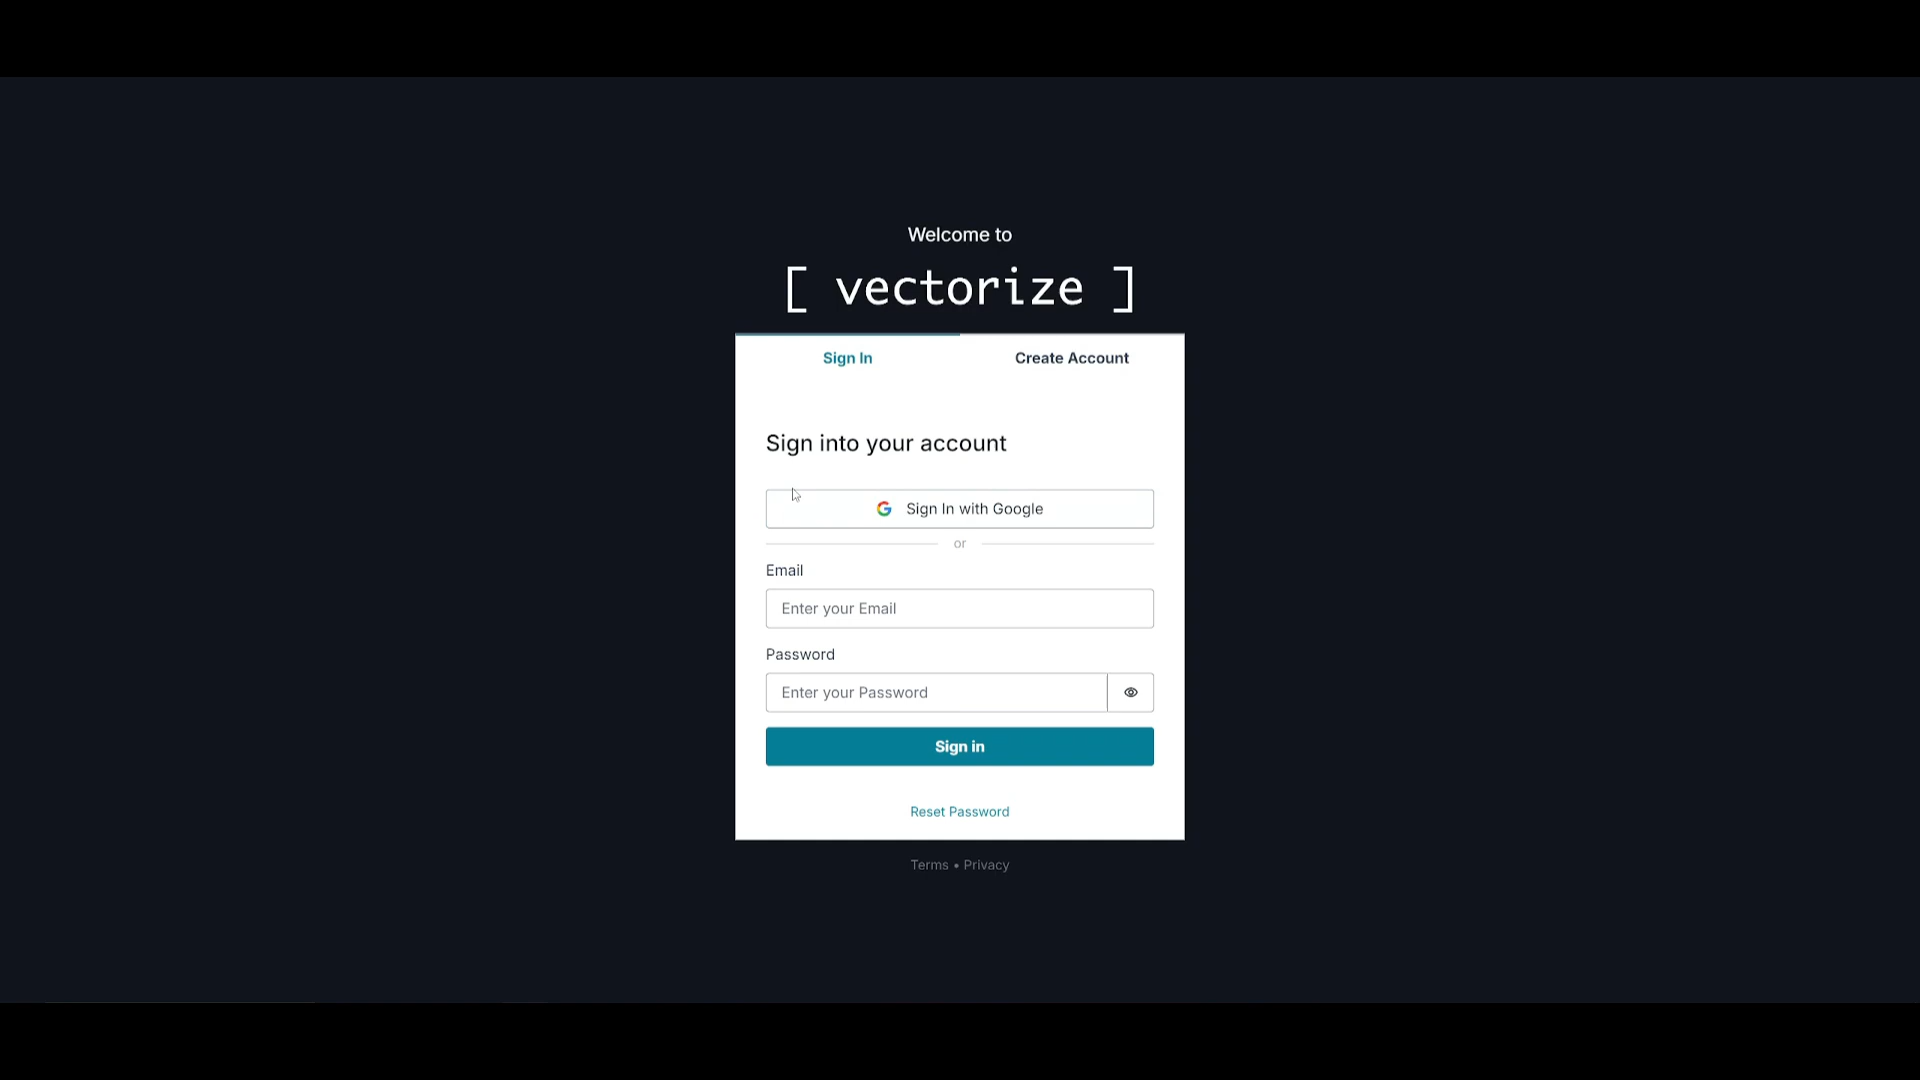 Welcome to
[ vectorize ]
Sign In
Create Account
Sign into your account
Sign In with Google
or
Email
Enter your Email
Password
Enter your Password
Sign in
Reset Password
Terms • Privacy